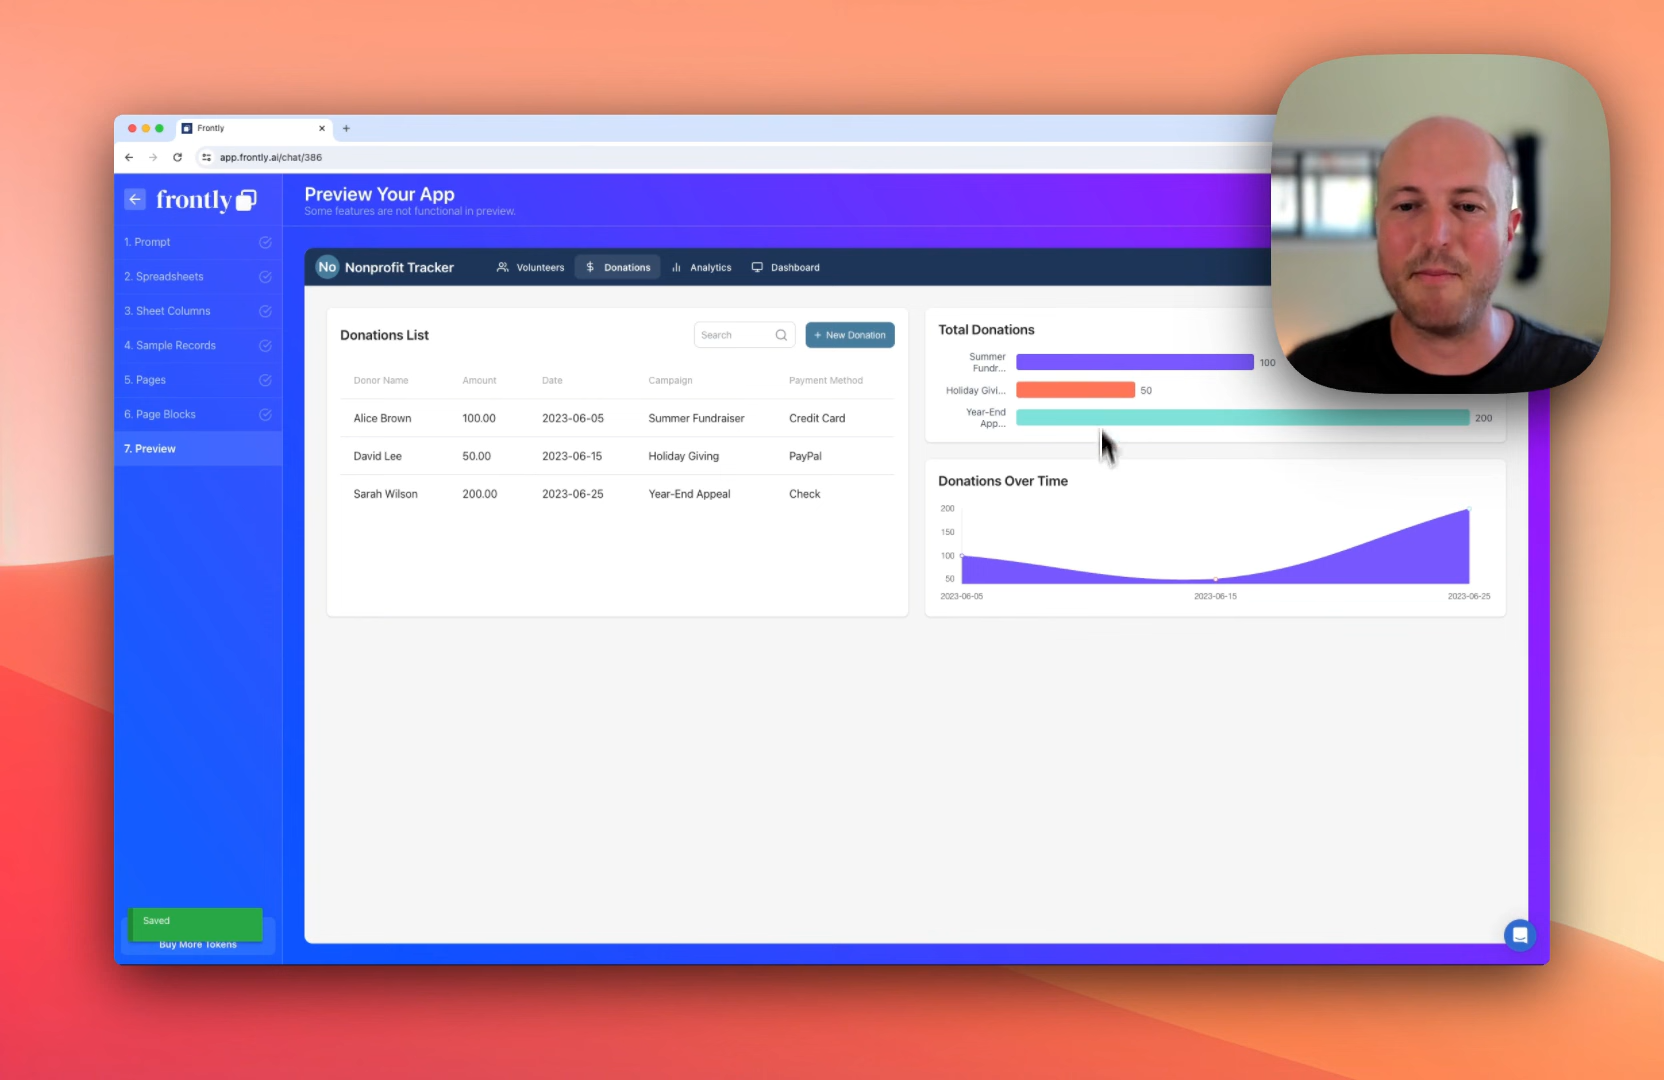 Frontly
app.frontly.ai/chat/386
frontly
1. Prompt
2. Spreadsheets
3. Sheet Columns
4. Sample Records
5. Pages
6. Page Blocks
7. Preview
Saved
Buy More Tokens
Preview Your App
Some features are not functional in preview.
No Nonprofit Tracker Volunteers $ Donations Analytics Dashboard
Donations List Search + New Donation
Donor Name Amount Date Campaign Payment Method
Alice Brown 100.00 2023-06-05 Summer Fundraiser Credit Card
David Lee 50.00 2023-06-15 Holiday Giving PayPal
Sarah Wilson 200.00 2023-06-25 Year-End Appeal Check
Total Donations
Summer
Fundr... 100
Holiday Givi... 50
Year-End
App... 200
Donations Over Time
200
150
100
50
2023-06-05 2023-06-15 2023-06-25